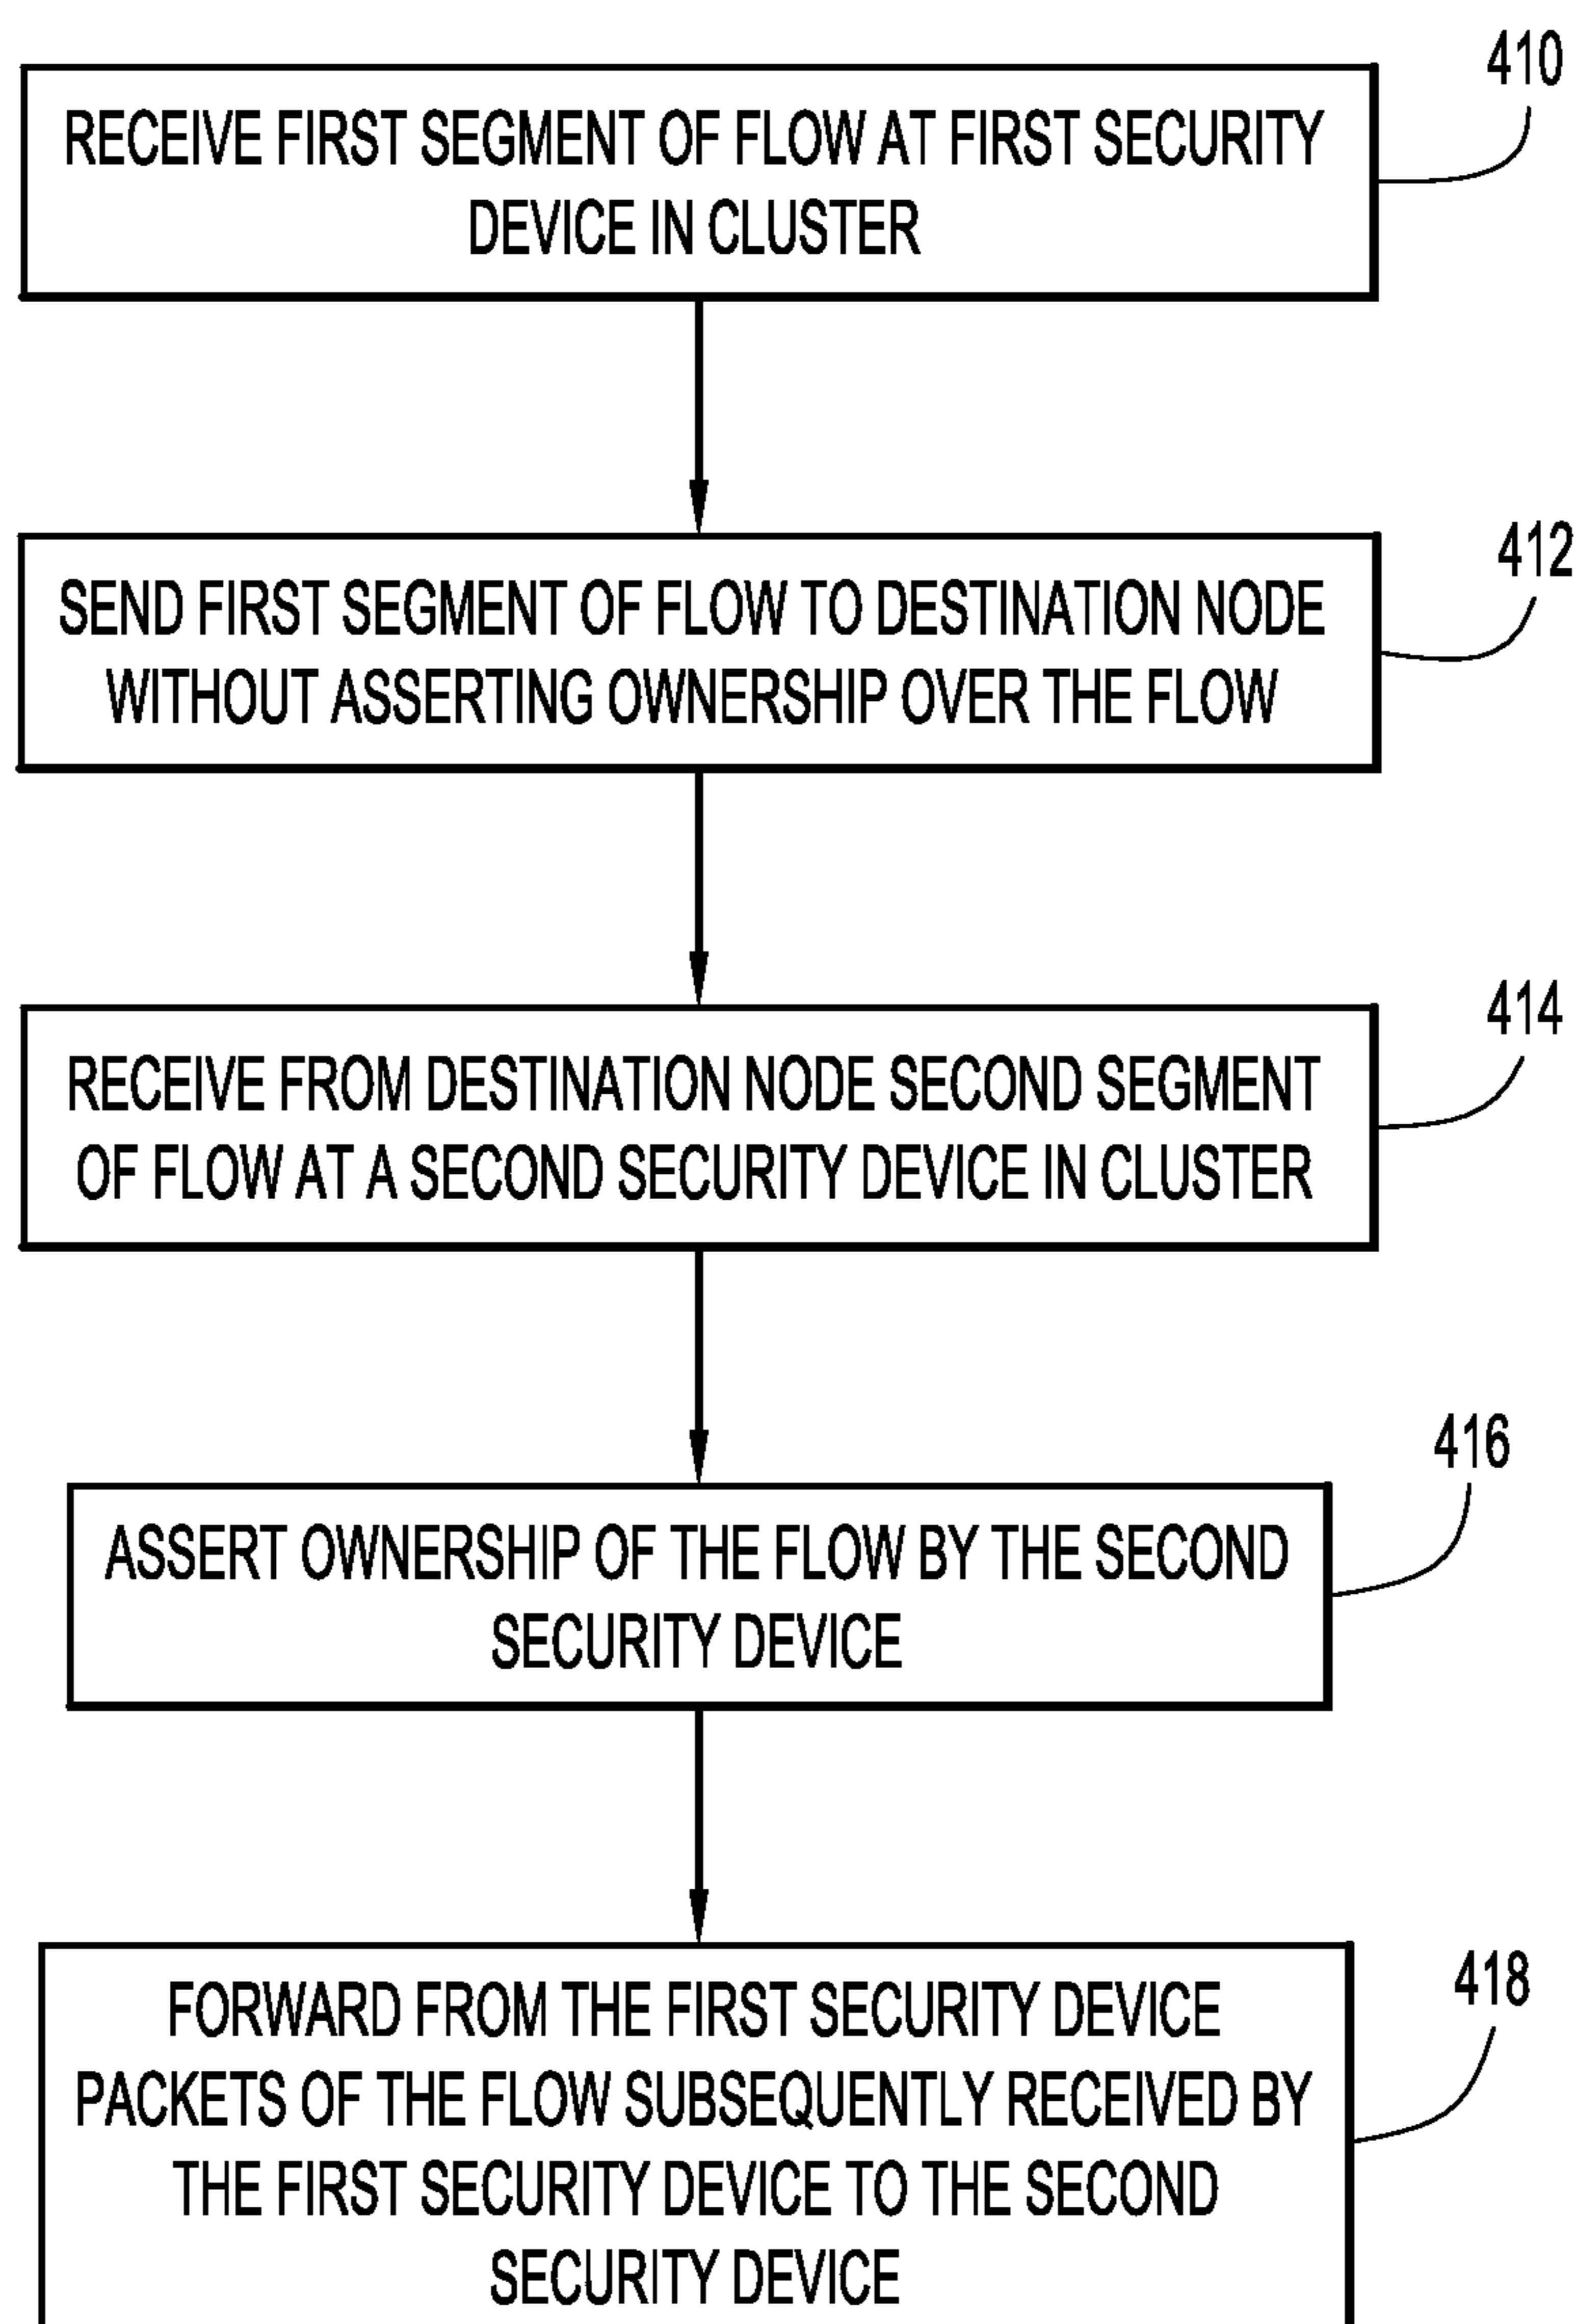 410
RECEIVE FIRST SEGMENT OF FLOW AT FIRST SECURITY
DEVICE IN CLUSTER
412
SEND FIRST SEGMENT OF FLOW TO DESTINATION NODE
WITHOUT ASSERTING OWNERSHIP OVER THE FLOW
414
RECEIVE FROM DESTINATION NODE SECOND SEGMENT
OF FLOW AT A SECOND SECURITY DEVICE IN CLUSTER
416
ASSERT OWNERSHIP OF THE FLOW BY THE SECOND
SECURITY DEVICE
418
FORWARD FROM THE FIRST SECURITY DEVICE
PACKETS OF THE FLOW SUBSEQUENTLY RECEIVED BY
THE FIRST SECURITY DEVICE TO THE SECOND
SECURITY DEVICE